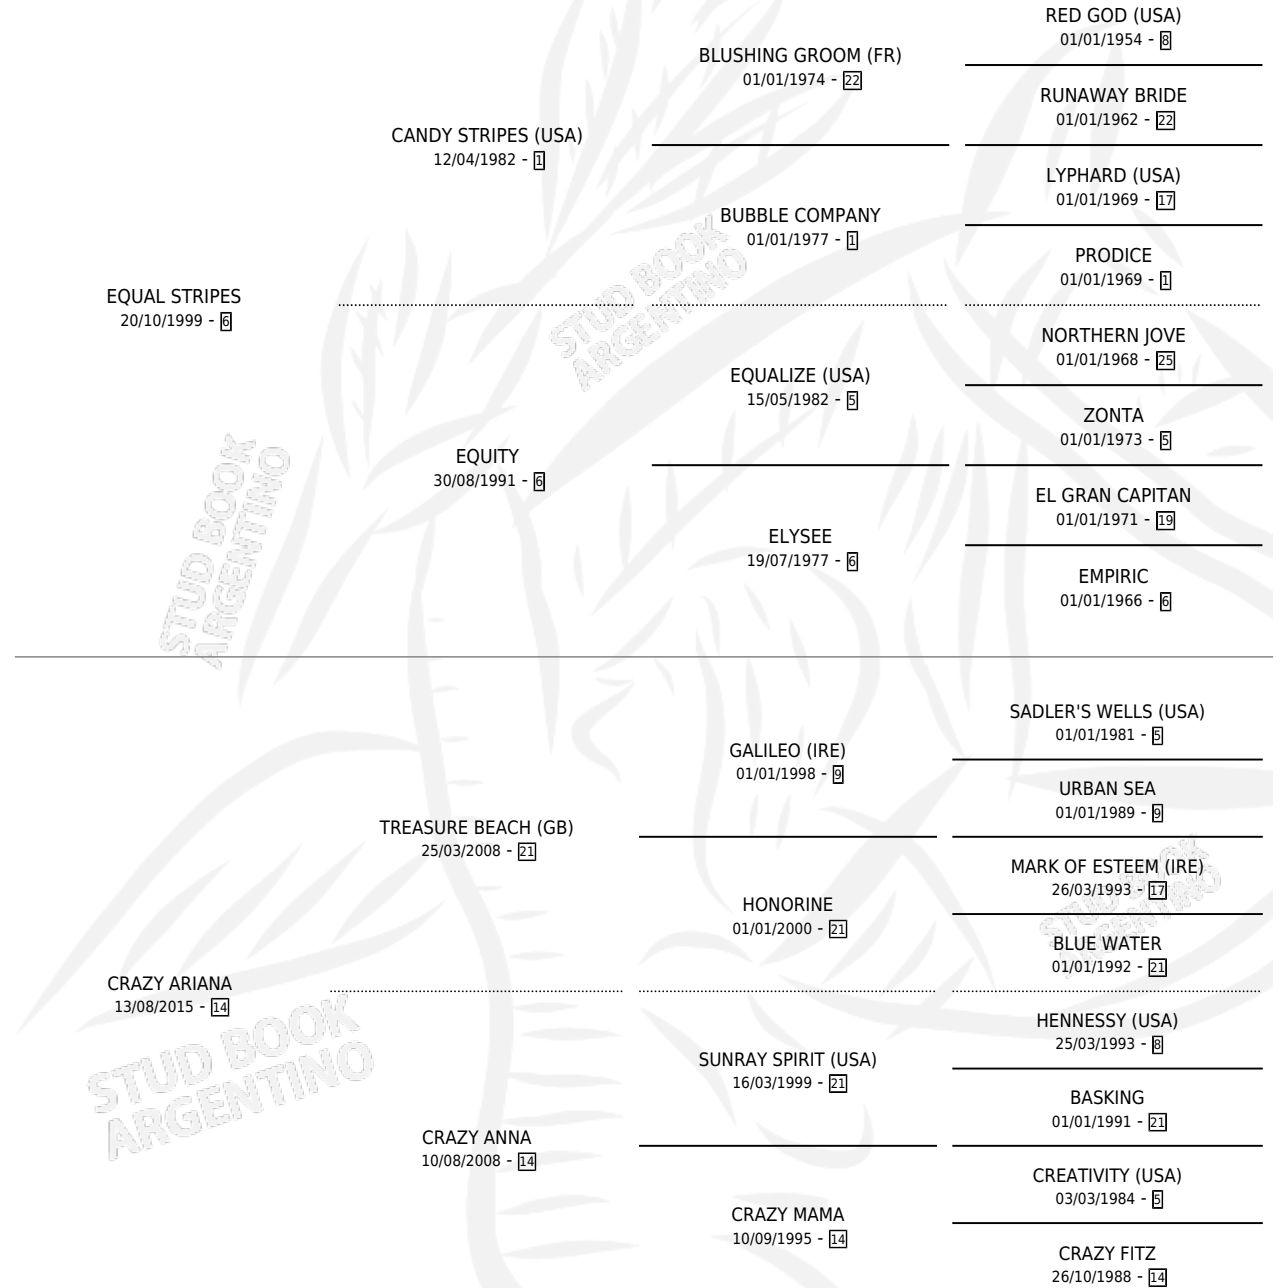 RED GOD (USA)
01/01/1954 - 8
BLUSHING GROOM (FR)
01/01/1974 - 22
RUNAWAY BRIDE
01/01/1962 - 22
CANDY STRIPES (USA)
12/04/1982 - 1
LYPHARD (USA)
01/01/1969 - 17
BUBBLE COMPANY
01/01/1977 - 1
PRODICE
01/01/1969 - 1
EQUAL STRIPES
20/10/1999 - 6
NORTHERN JOVE
01/01/1968 - 25
EQUALIZE (USA)
15/05/1982 - 5
ZONTA
01/01/1973 - 5
EQUITY
30/08/1991 - 6
EL GRAN CAPITAN
01/01/1971 - 19
ELYSEE
19/07/1977 - 6
EMPIRIC
01/01/1966 - 6
STUD BOOK
ARGENTINO
STUD BOOK
ARGENTINO
SADLER'S WELLS (USA)
01/01/1981 - 5
GALILEO (IRE)
01/01/1998 - 9
URBAN SEA
01/01/1989 - 9
TREASURE BEACH (GB)
25/03/2008 - 21
MARK OF ESTEEM (IRE)
26/03/1993 - 17
HONORINE
01/01/2000 - 21
BLUE WATER
01/01/1992 - 21
STUD BOOK
ARGENTINO
CRAZY ARIANA
13/08/2015 - 14
HENNESSY (USA)
25/03/1993 - 8
SUNRAY SPIRIT (USA)
16/03/1999 - 21
BASKING
01/01/1991 - 21
STUD BOOK
ARGENTINO
CRAZY ANNA
10/08/2008 - 14
CREATIVITY (USA)
03/03/1984 - 5
CRAZY MAMA
10/09/1995 - 14
CRAZY FITZ
26/10/1988 - 14